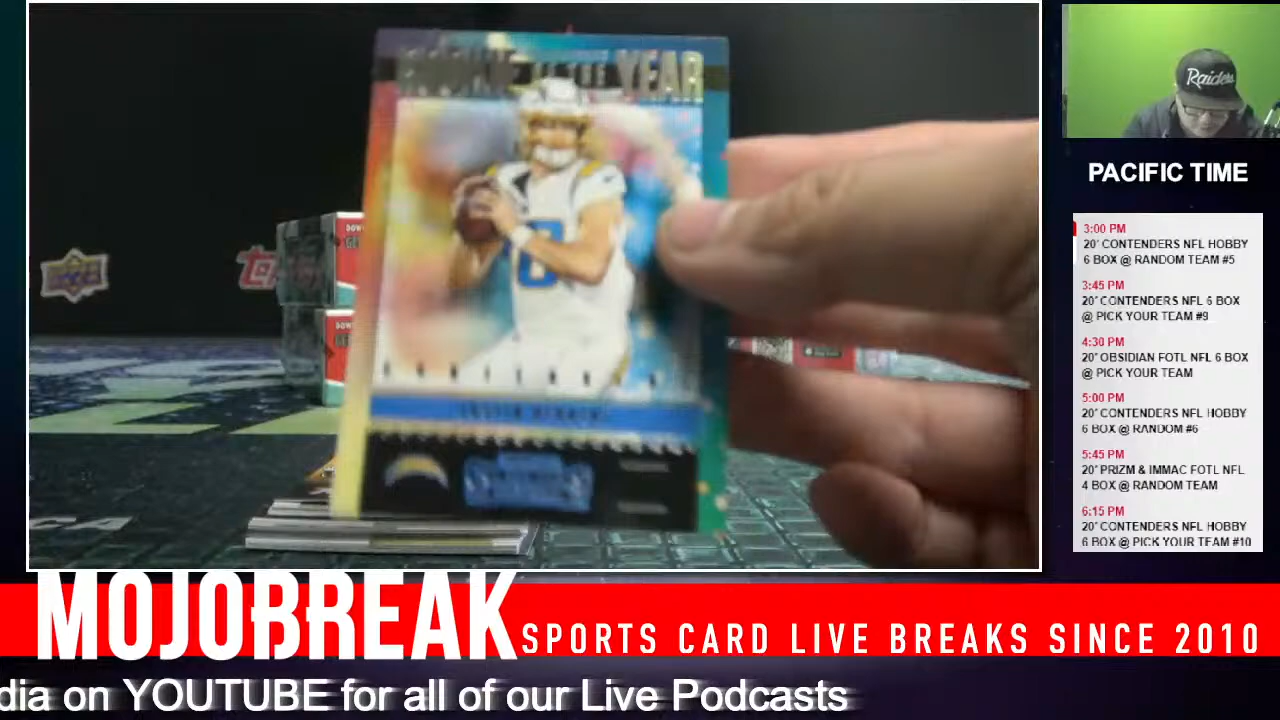 OF THE YEAR
Raiders
PACIFIC TIME
3:00 PM
20' CONTENDERS NFL HOBBY
6 BOX @ RANDOM TEAM #5
3:45 PM
20' CONTENDERS NFL 6 BOX
@ PICK YOUR TEAM #9
4:30 PM
20' OBSIDIAN FOTL NFL 6 BOX
@ PICK YOUR TEAM
5:00 PM
20' CONTENDERS NFL HOBBY
6 BOX @ RANDOM #6
5:45 PM
20' PRIZM & IMMAC FOTL NFL
4 BOX @ RANDOM TEAM
6:15 PM
20' CONTENDERS NFL HOBBY
6 BOX @ PICK YOUR TEAM #10
MOJOBREAK
SPORTS CARD LIVE BREAKS SINCE 2010
dia on YOUTUBE for all of our Live Podcasts